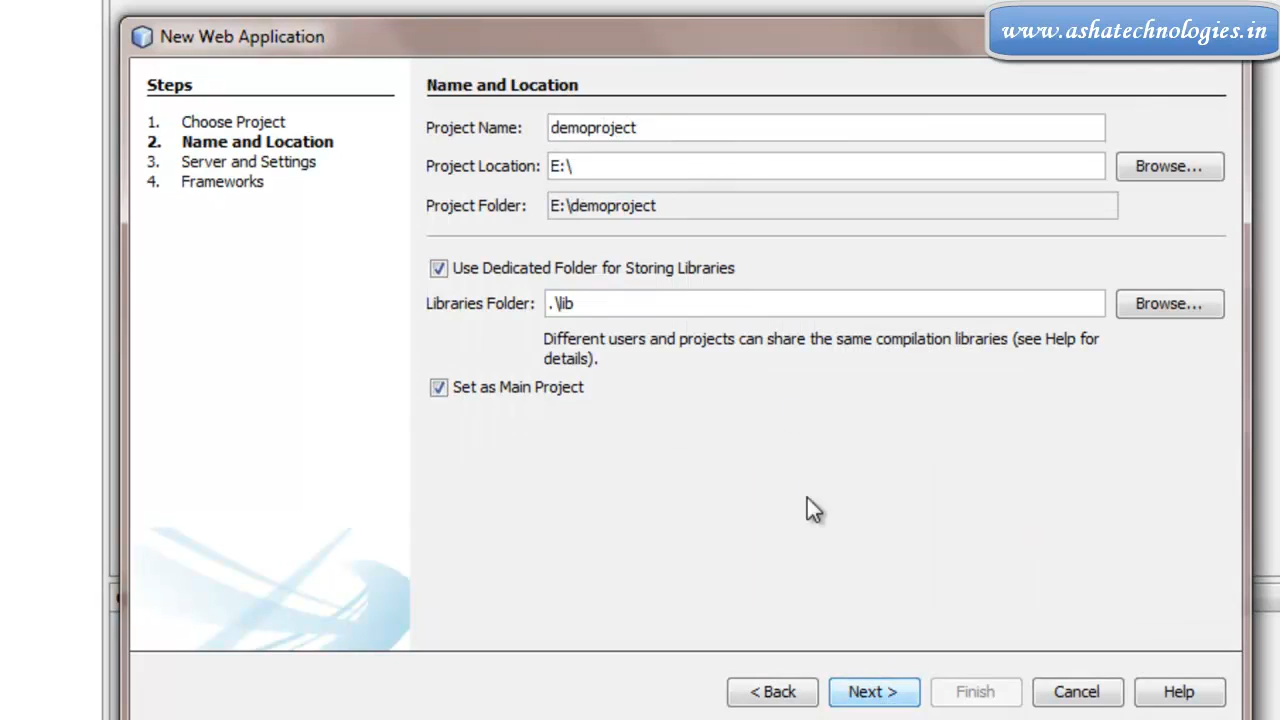 www.ashatechnologies.in
New Web Application
Steps
1. Choose Project
2. Name and Location
3. Server and Settings
4. Frameworks
Name and Location
Project Name: demoproject
Project Location: E:\ Browse...
Project Folder: E:\demoproject
Use Dedicated Folder for Storing Libraries
Libraries Folder: .\lib Browse...
Different users and projects can share the same compilation libraries (see Help for
details).
Set as Main Project
< Back Next > Finish Cancel Help